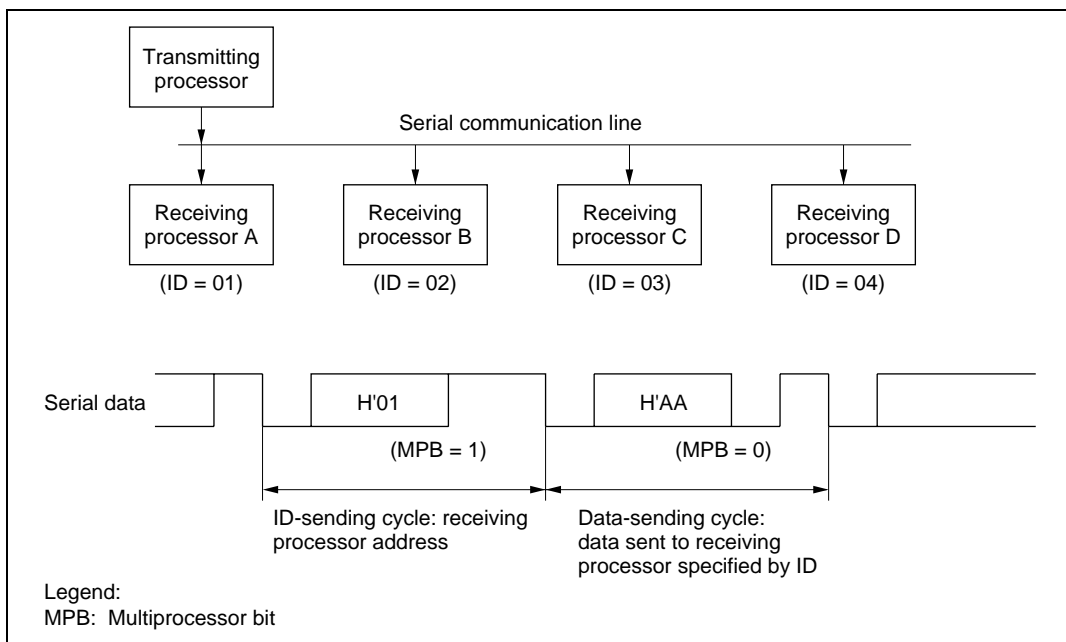 Transmitting
processor
Serial communication line
Receiving
processor A
Receiving
processor B
Receiving
processor C
Receiving
processor D
(ID = 01)
(ID = 02)
(ID = 03)
(ID = 04)
Serial data
H'01
H'AA
(MPB = 1)
(MPB = 0)
ID-sending cycle: receiving
processor address
Data-sending cycle:
data sent to receiving
processor specified by ID
Legend:
MPB: Multiprocessor bit